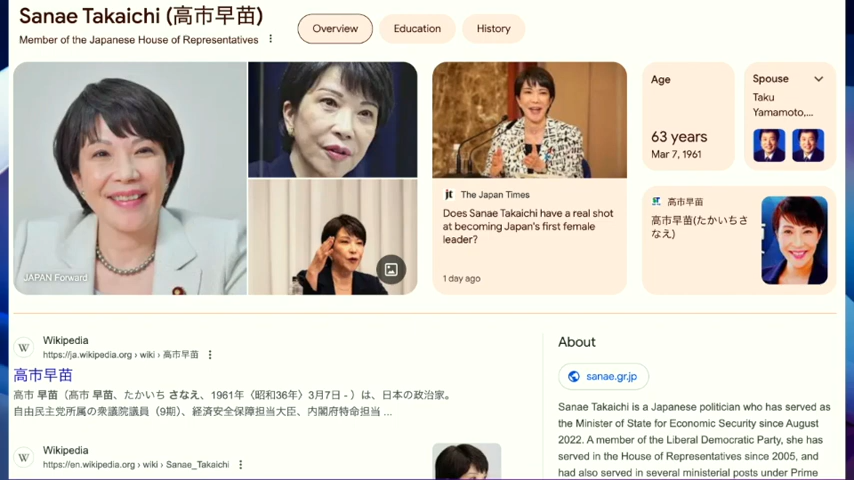 Sanae Takaichi (高市早苗)
Member of the Japanese House of Representatives
Overview
Education
History
JAPAN Forward
jt The Japan Times
Does Sanae Takaichi have a real shot
at becoming Japan's first female
leader?
1 day ago
Age
63 years
Mar 7, 1961
Spouse
Taku
Yamamoto,...
高市早苗
高市早苗(たかいちさ
なえ)
W
Wikipedia
https://ja.wikipedia.org › wiki › 高市早苗
高市早苗
高市 早苗（髙市 早苗、たかいち さなえ、1961年〈昭和36年〉3月7日 - ）は、日本の政治家。
自由民主党所属の衆議院議員（9期）、経済安全保障担当大臣、内閣府特命担当 ...
W
Wikipedia
https://en.wikipedia.org › wiki › Sanae_Takaichi
About
sanae.gr.jp
Sanae Takaichi is a Japanese politician who has served as
the Minister of State for Economic Security since August
2022. A member of the Liberal Democratic Party, she has
served in the House of Representatives since 2005, and
had also served in several ministerial posts under Prime